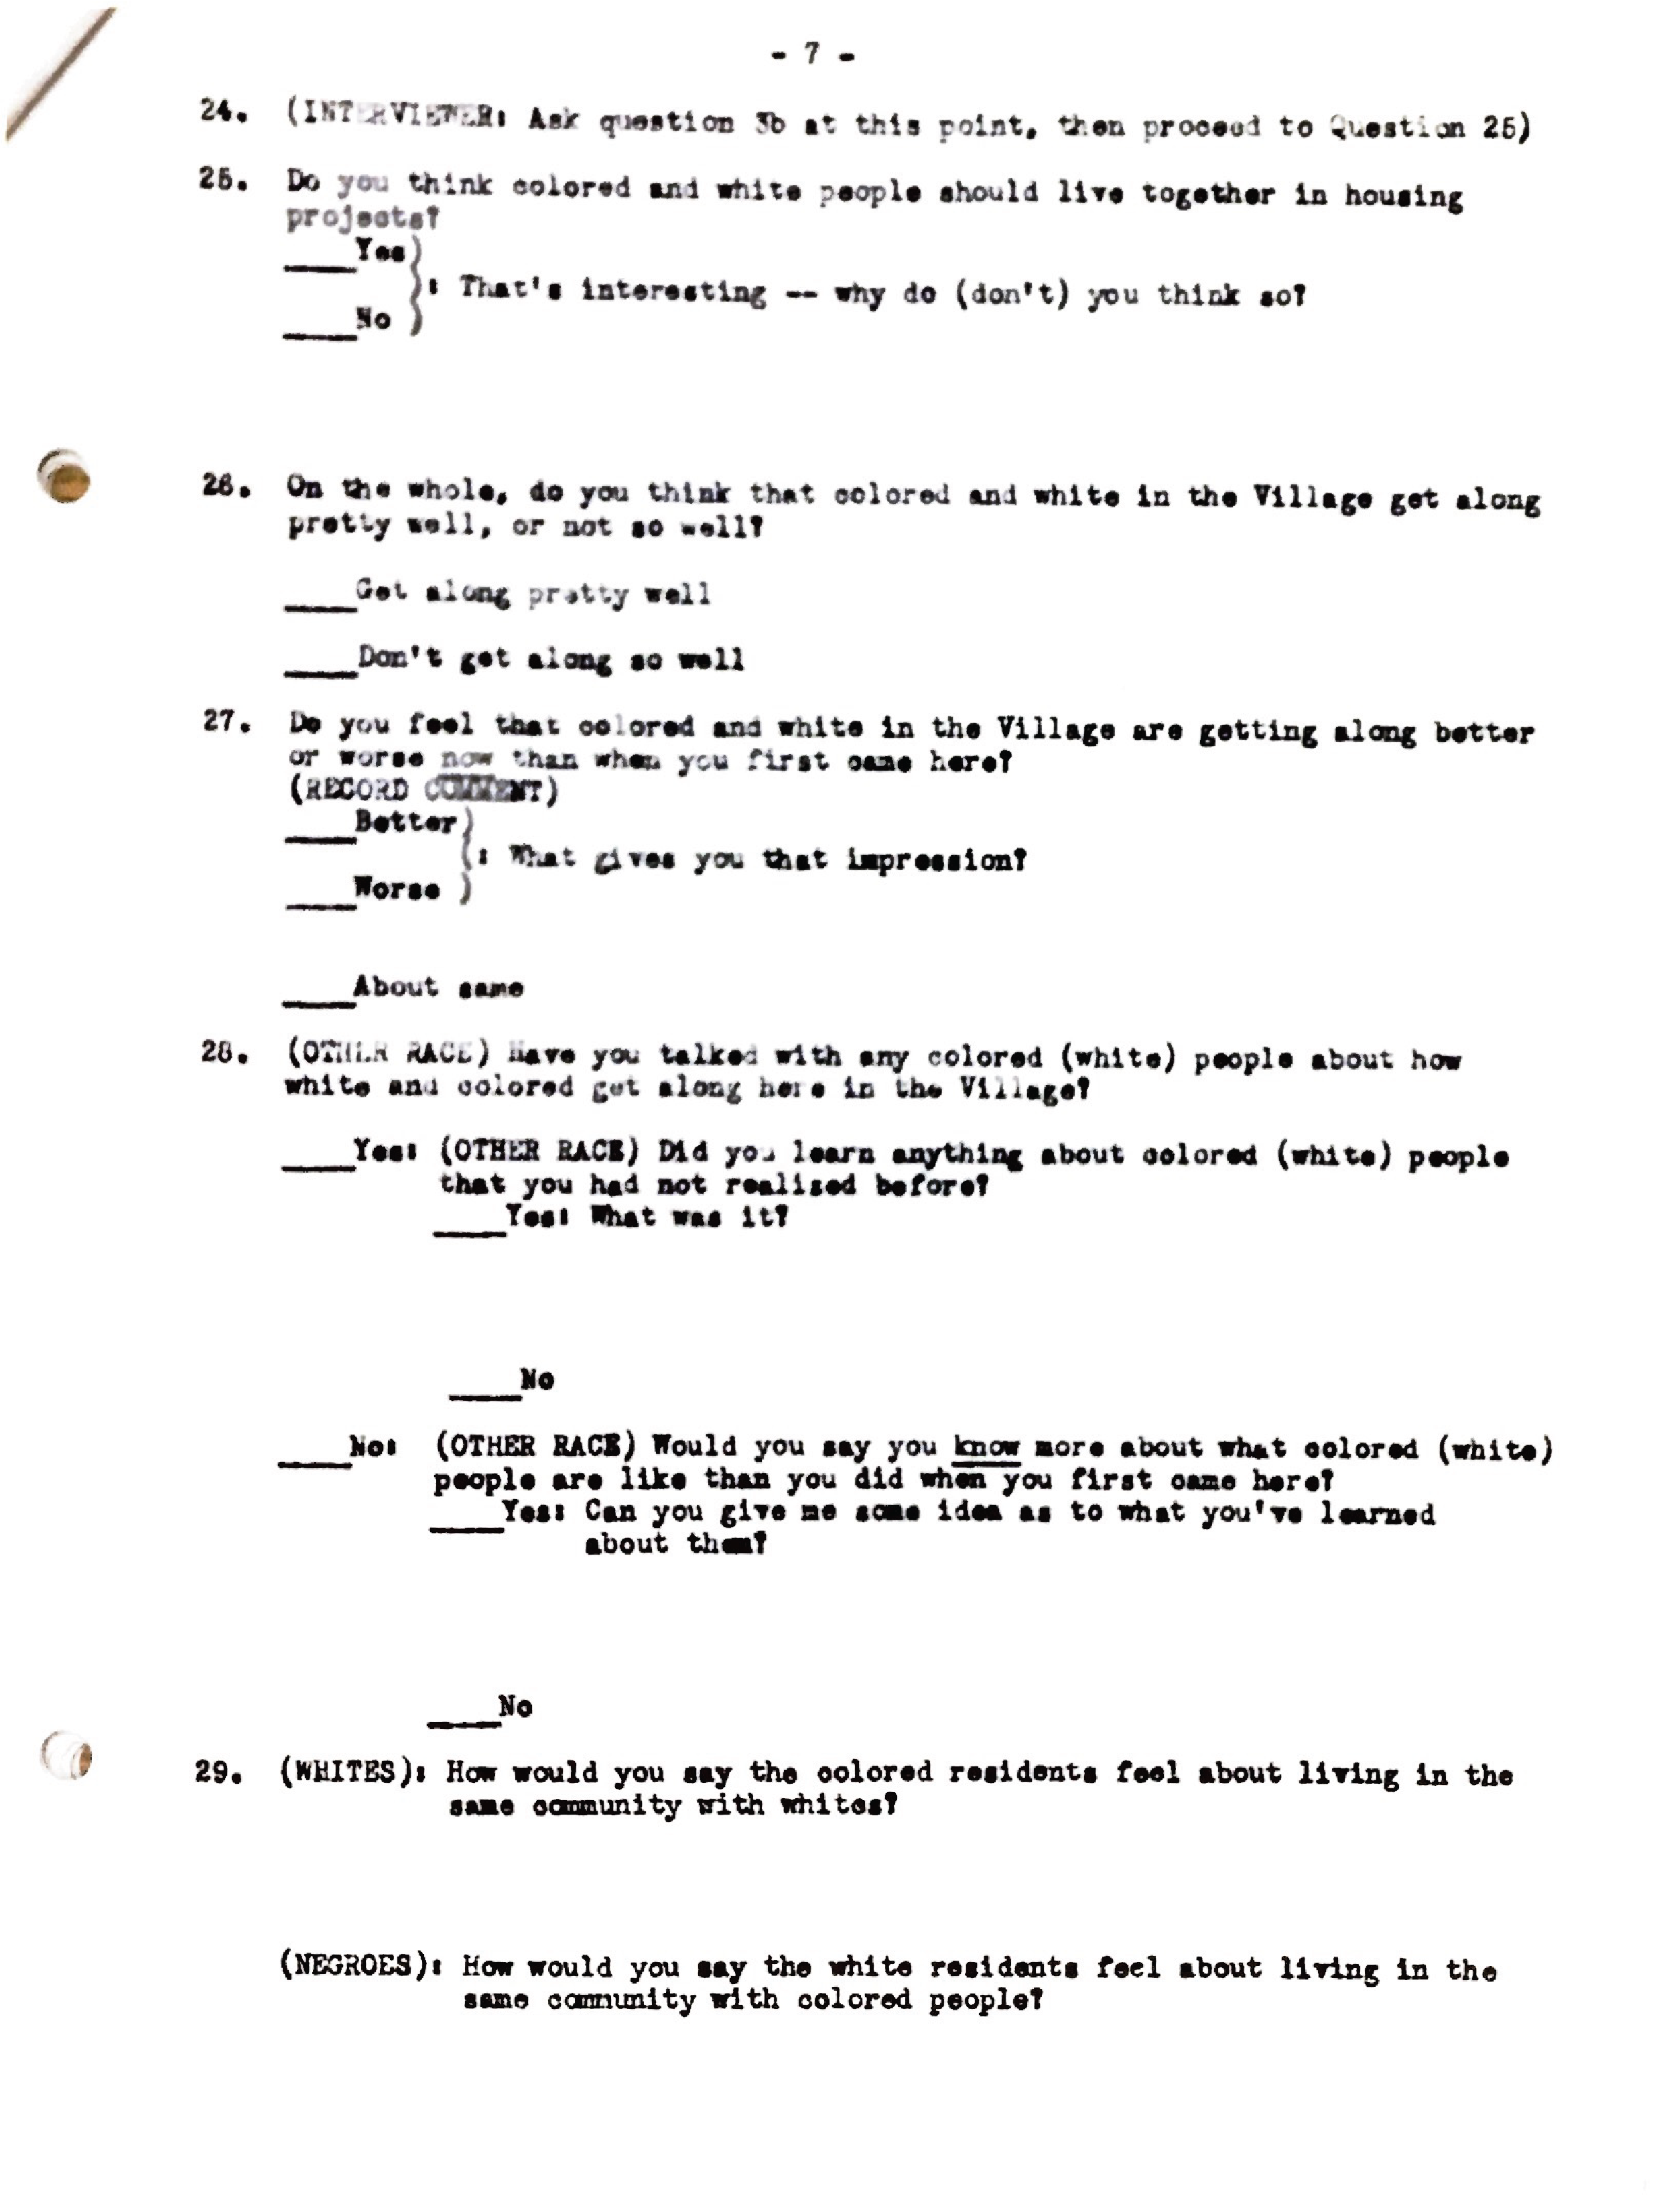 - 7 -
24. (INTERVIEWER: Ask question 3b at this point, then proceed to Question 25)
25. Do you think colored and white people should live together in housing
projects?
____Yes)
): That's interesting -- why do (don't) you think so?
____No )
26. On the whole, do you think that colored and white in the Village get along
pretty well, or not so well?
____Get along pretty well
____Don't get along so well
27. Do you feel that colored and white in the Village are getting along better
or worse now than when you first came here?
(RECORD COMMENT)
____Better)
(: What gives you that impression?
____Worse )
____About same
28. (OTHER RACE) Have you talked with any colored (white) people about how
white and colored get along here in the Village?
____Yes: (OTHER RACE) Did you learn anything about colored (white) people
that you had not realized before?
____Yes: What was it?
____No
____No: (OTHER RACE) Would you say you know more about what colored (white)
people are like than you did when you first came here?
____Yes: Can you give me some idea as to what you've learned
about them?
____No
29. (WHITES): How would you say the colored residents feel about living in the
same community with whites?
(NEGROES): How would you say the white residents feel about living in the
same community with colored people?